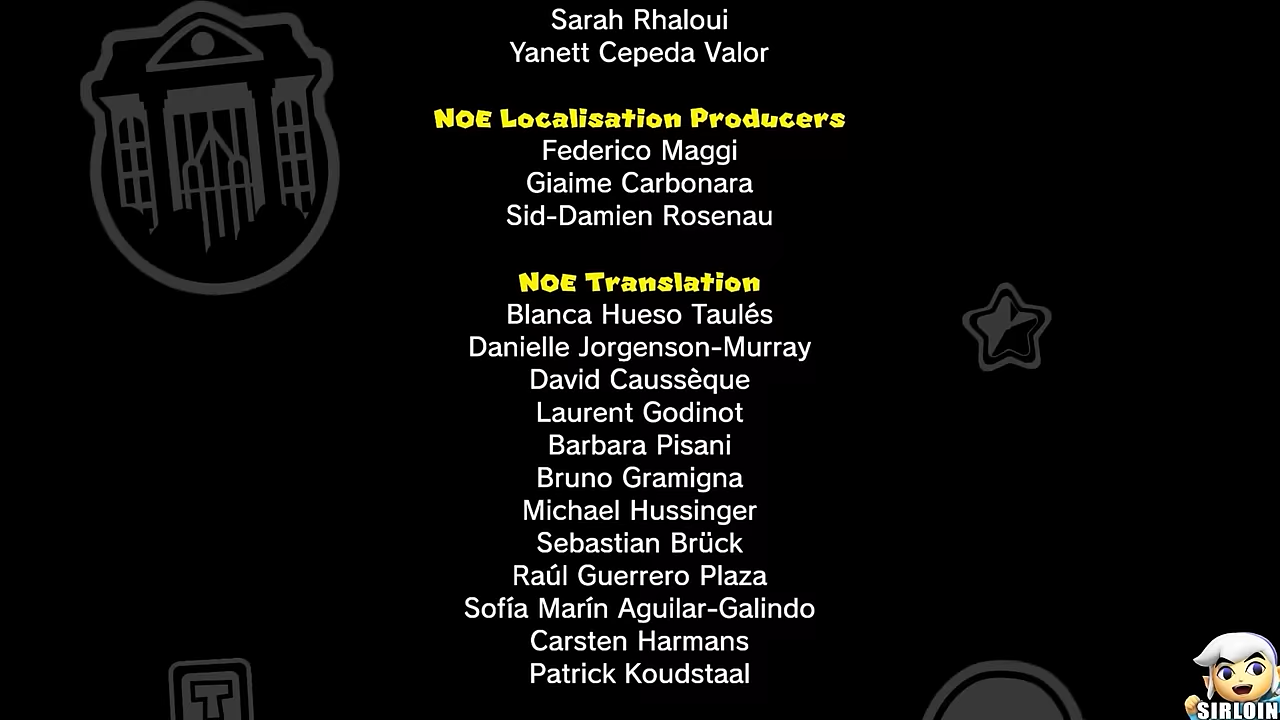 Sarah Rhaloui
Yanett Cepeda Valor
NOE Localisation Producers
Federico Maggi
Giaime Carbonara
Sid-Damien Rosenau
NOE Translation
Blanca Hueso Taulés
Danielle Jorgenson-Murray
David Caussèque
Laurent Godinot
Barbara Pisani
Bruno Gramigna
Michael Hussinger
Sebastian Brück
Raúl Guerrero Plaza
Sofía Marín Aguilar-Galindo
Carsten Harmans
Patrick Koudstaal
T
SIRLOIN